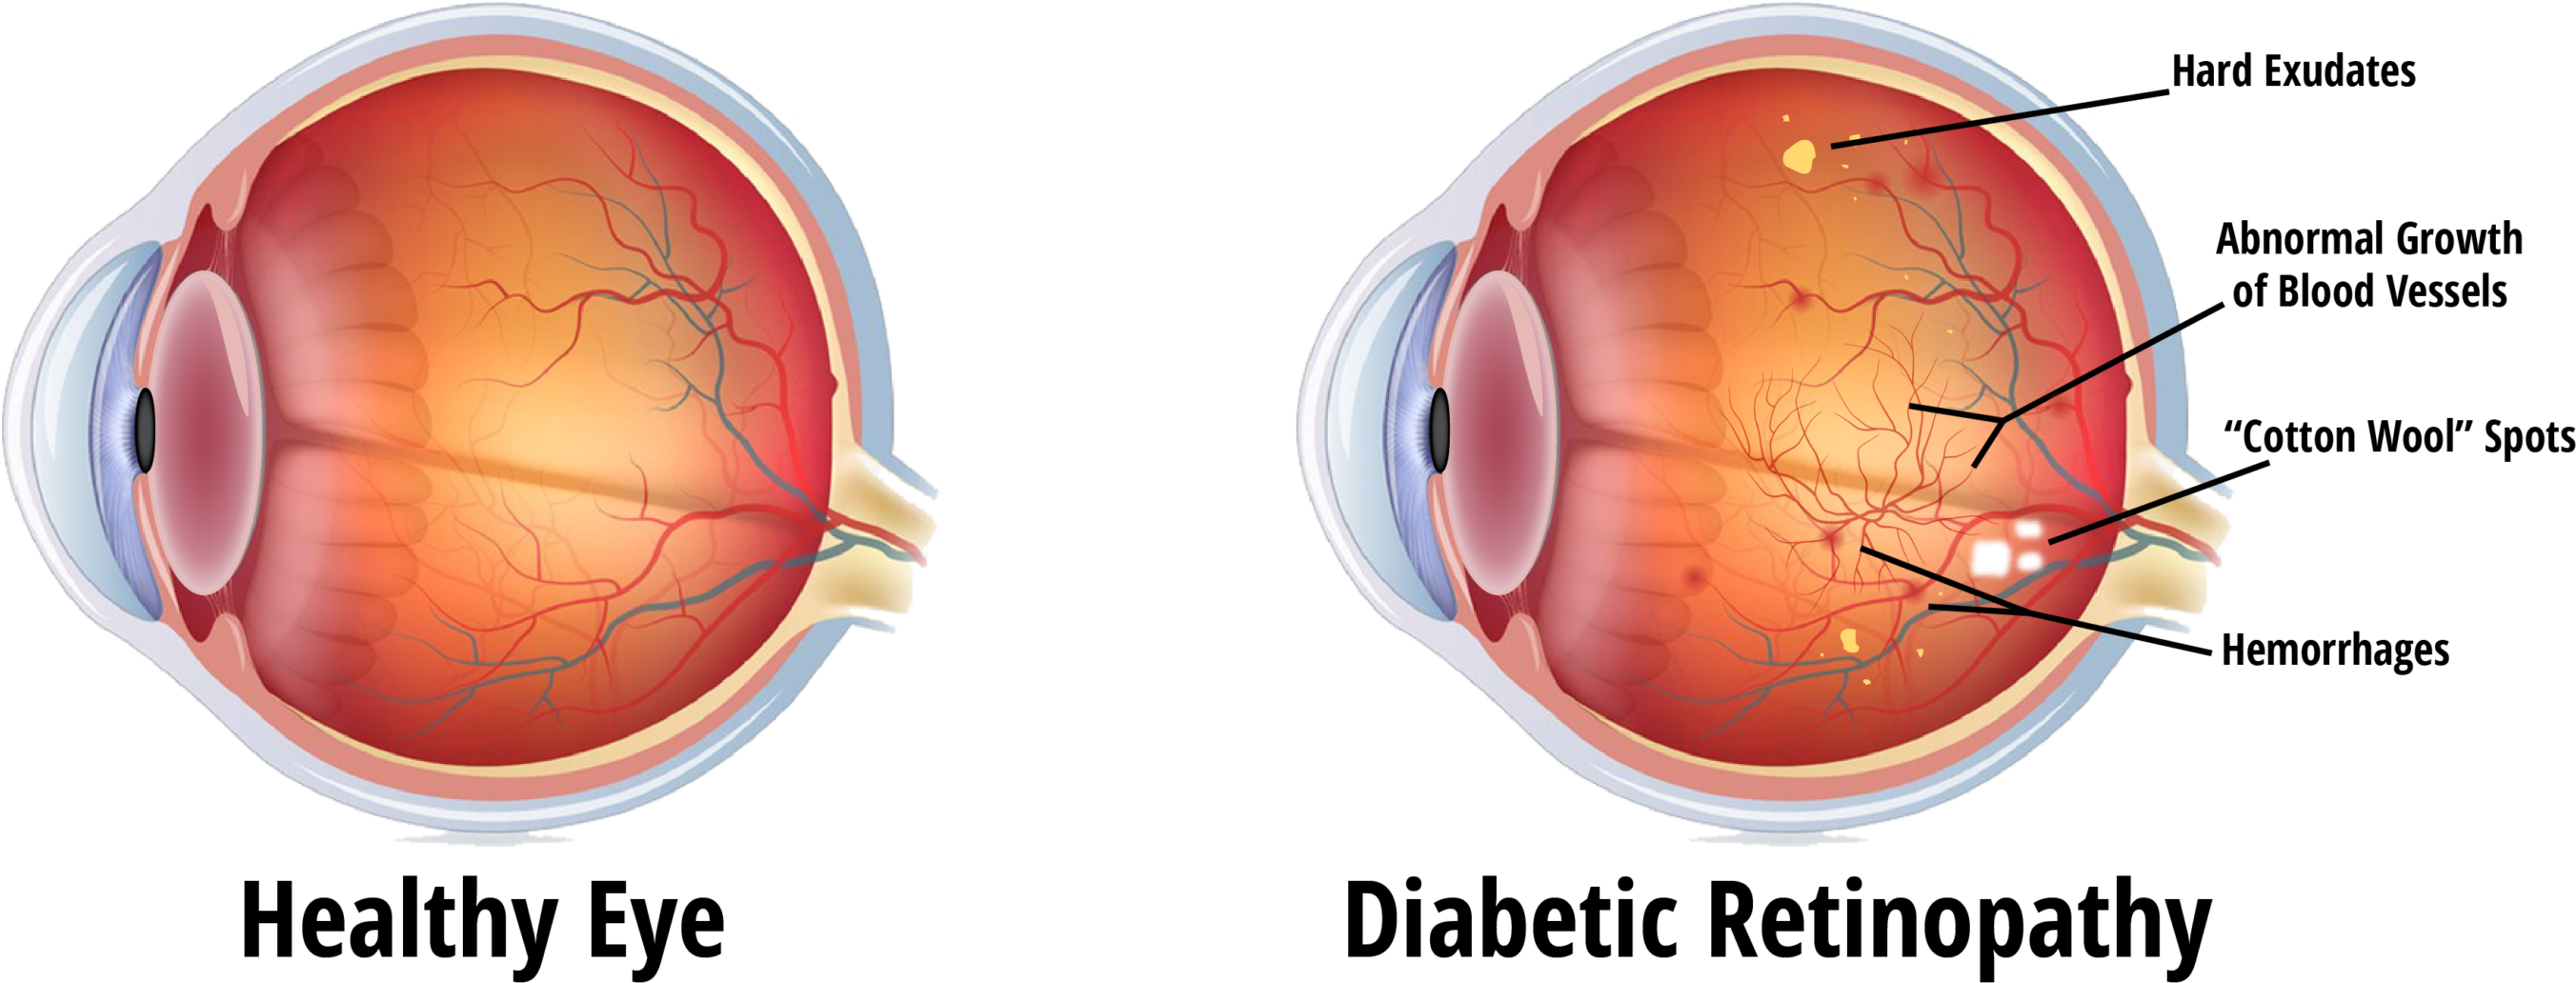 Hard Exudates
Abnormal Growth
of Blood Vessels
“Cotton Wool” Spots
Hemorrhages
Healthy Eye
Diabetic Retinopathy